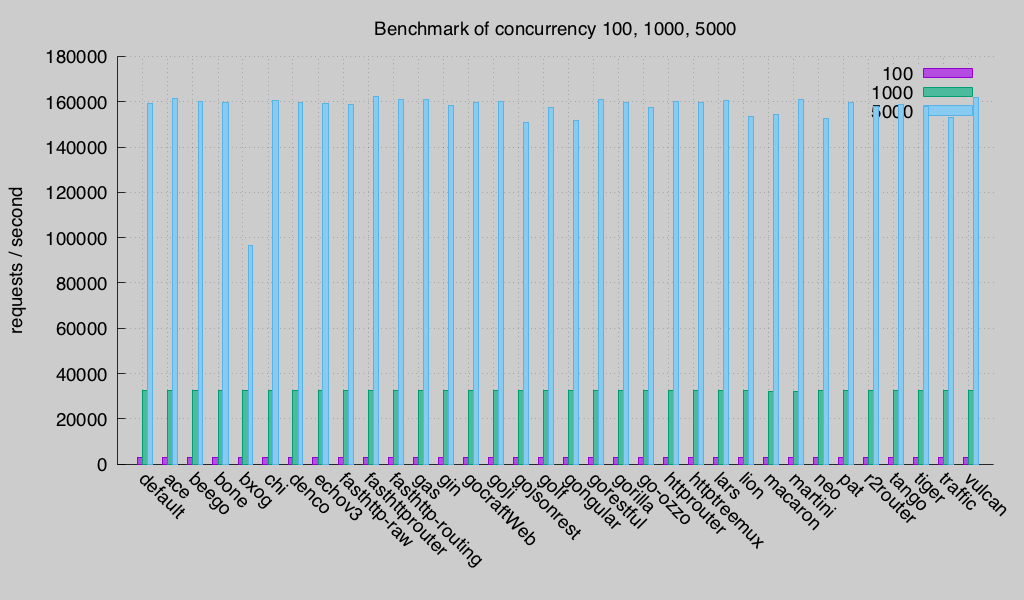 Benchmark of concurrency 100, 1000, 5000
180000
160000
140000
120000
100000
80000
60000
40000
20000
0
requests / second
100
1000
5000
default
ace
beego
bone
bxog
chi
denco
echov3
fasthttp-raw
fasthttprouter
fasthttp-routing
gas
gin
gocraftWeb
goji
gojsonrest
golf
gongular
gorestful
gorilla
go-ozzo
httprouter
httptreemux
lars
lion
macaron
martini
neo
pat
r2router
tango
tiger
traffic
vulcan